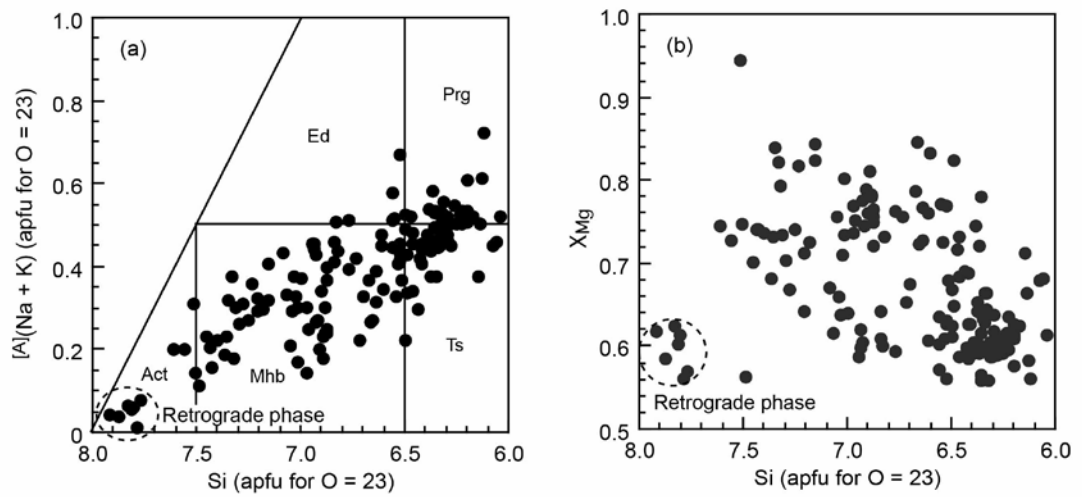 (a)
1.0
0.8
0.6
0.4
0.2
0
Prg
Ed
Act
Mhb
Ts
Retrograde phase
8.0 7.5 7.0 6.5 6.0
Si (apfu for O = 23)
[A](Na + K) (apfu for O = 23)
(b)
1.0
0.9
0.8
0.7
0.6
0.5
XMg
Retrograde phase
8.0 7.5 7.0 6.5 6.0
Si (apfu for O = 23)